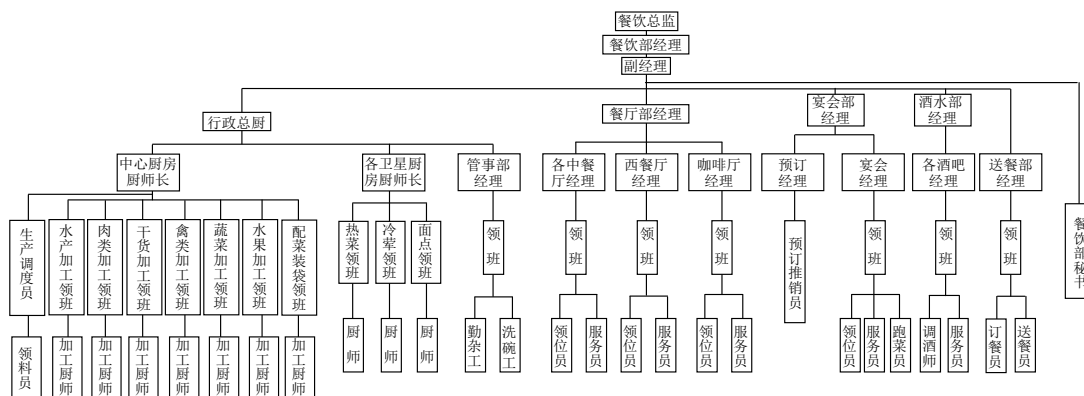 餐饮总监
餐饮部经理
副经理
行政总厨
餐厅部经理
宴会部
经理
酒水部
经理
中心厨房
厨师长
各卫星厨
房厨师长
管事部
经理
各中餐
厅经理
西餐厅
经理
咖啡厅
经理
预订
经理
宴会
经理
各酒吧
经理
送餐部
经理
餐饮部秘书
生产调度员
水产加工领班
肉类加工领班
干货加工领班
禽类加工领班
蔬菜加工领班
水果加工领班
配菜装袋领班
热菜领班
冷荤领班
面点领班
领班
领班
领班
领班
预订推销员
领班
领班
领班
领料员
加工厨师
加工厨师
加工厨师
加工厨师
加工厨师
加工厨师
加工厨师
厨师
厨师
厨师
勤杂工
洗碗工
领位员
服务员
领位员
服务员
领位员
服务员
领位员
服务员
跑菜员
调酒师
服务员
订餐员
送餐员